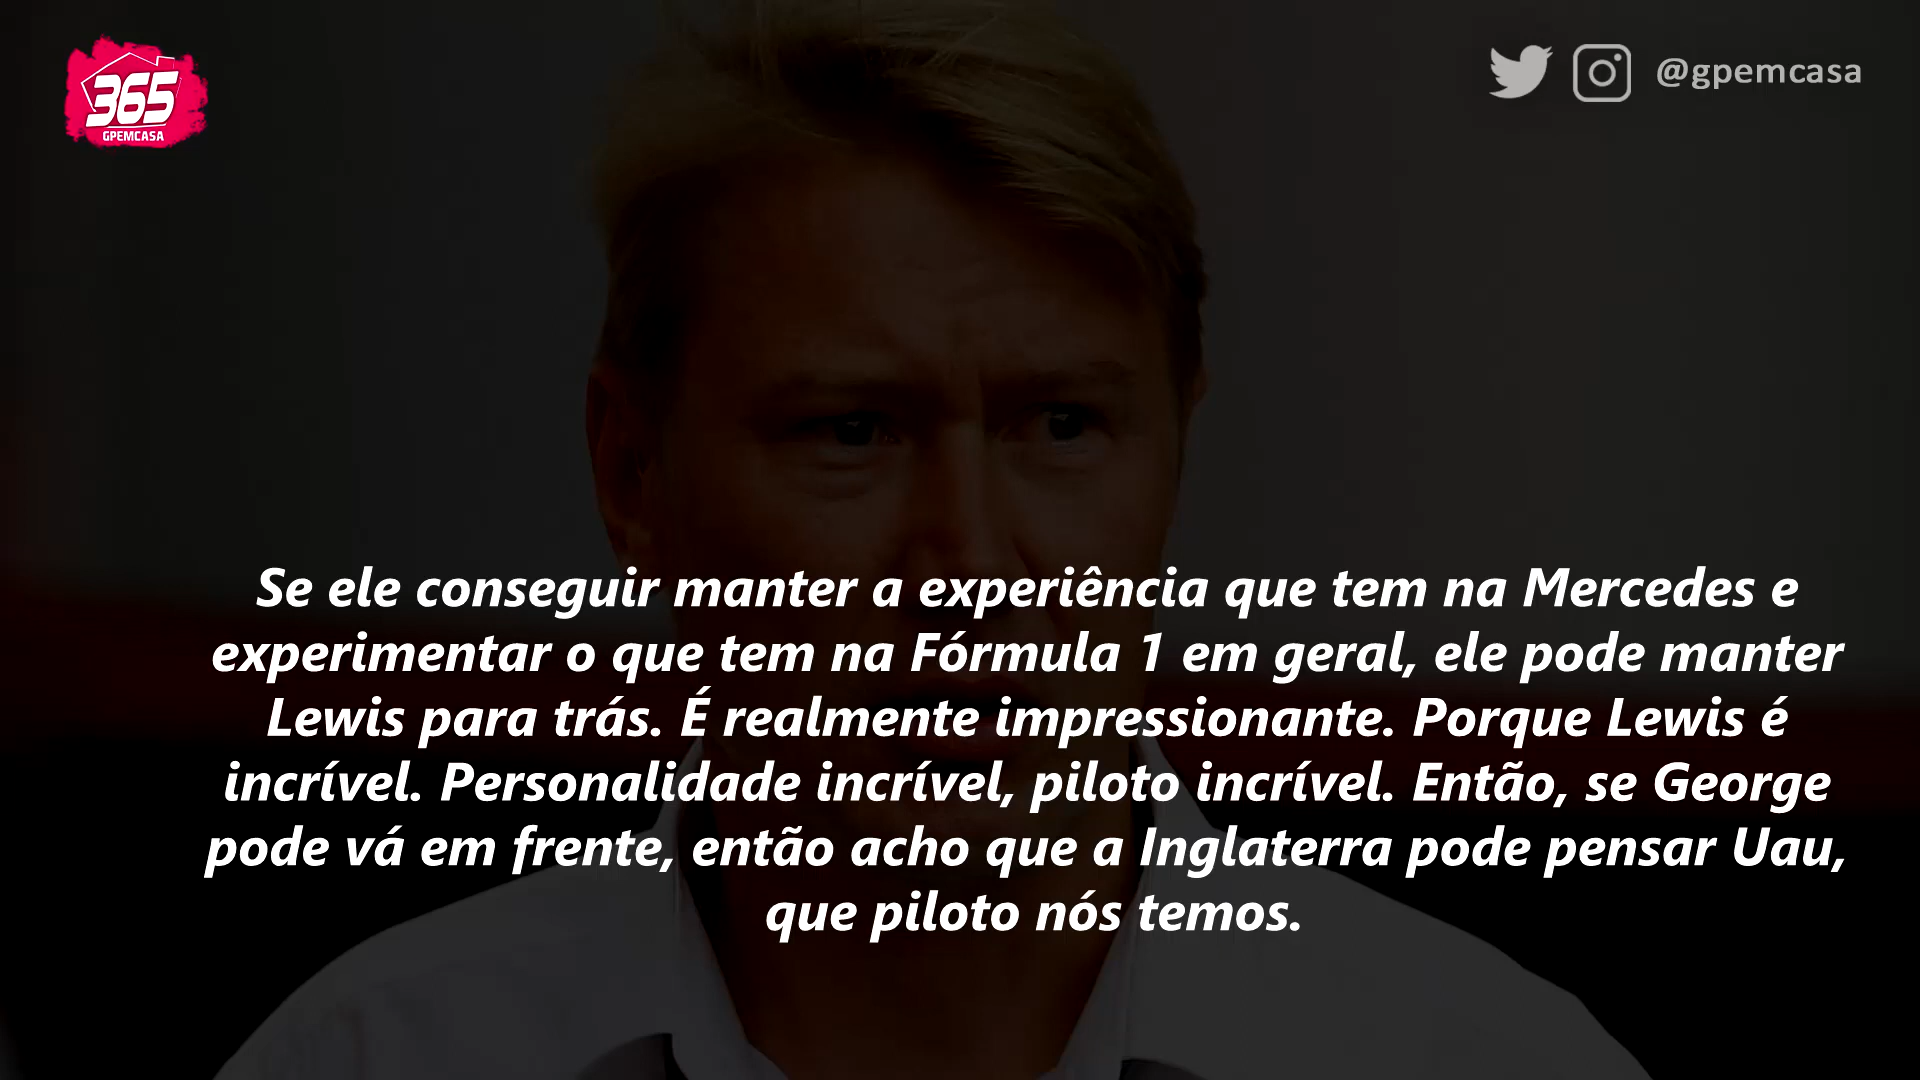 365
GPEMCASA
@gpemcasa
Se ele conseguir manter a experiência que tem na Mercedes e
experimentar o que tem na Fórmula 1 em geral, ele pode manter
Lewis para trás. É realmente impressionante. Porque Lewis é
incrível. Personalidade incrível, piloto incrível. Então, se George
pode vá em frente, então acho que a Inglaterra pode pensar Uau,
que piloto nós temos.